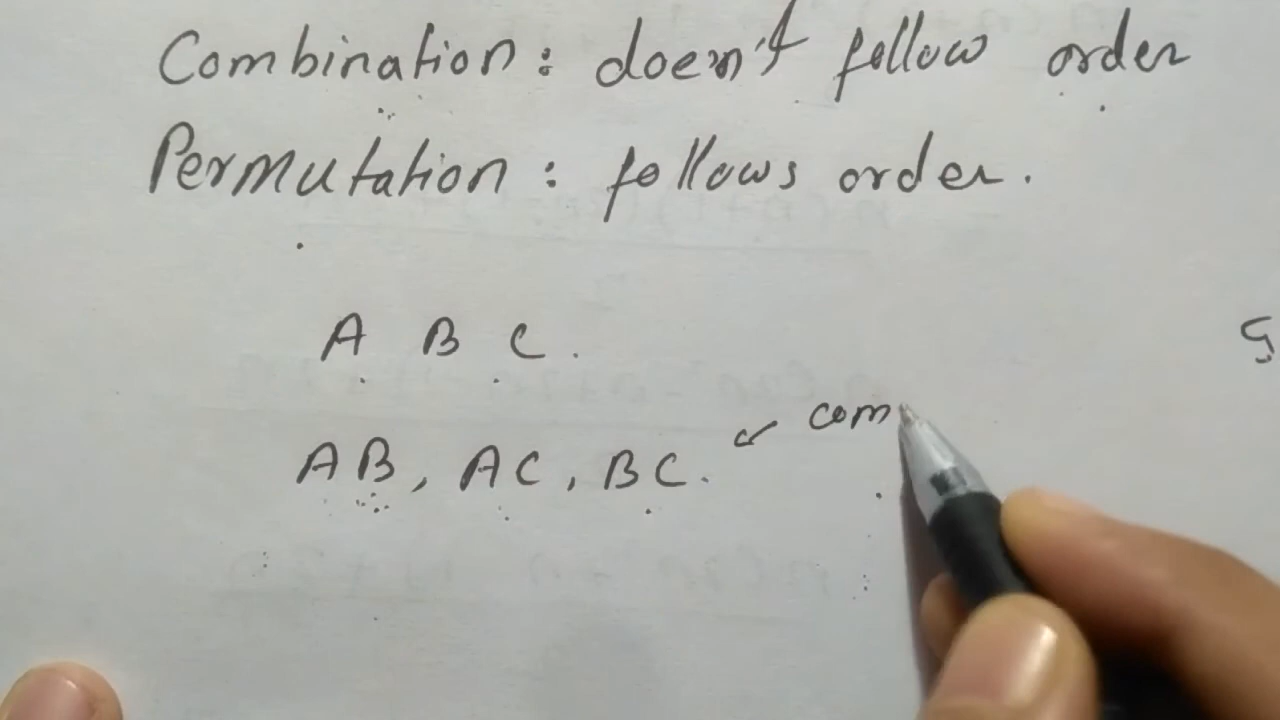 Combination: doesn't follow order
Permutation: follows order.
A B C.
AB, AC, BC. ↙ com